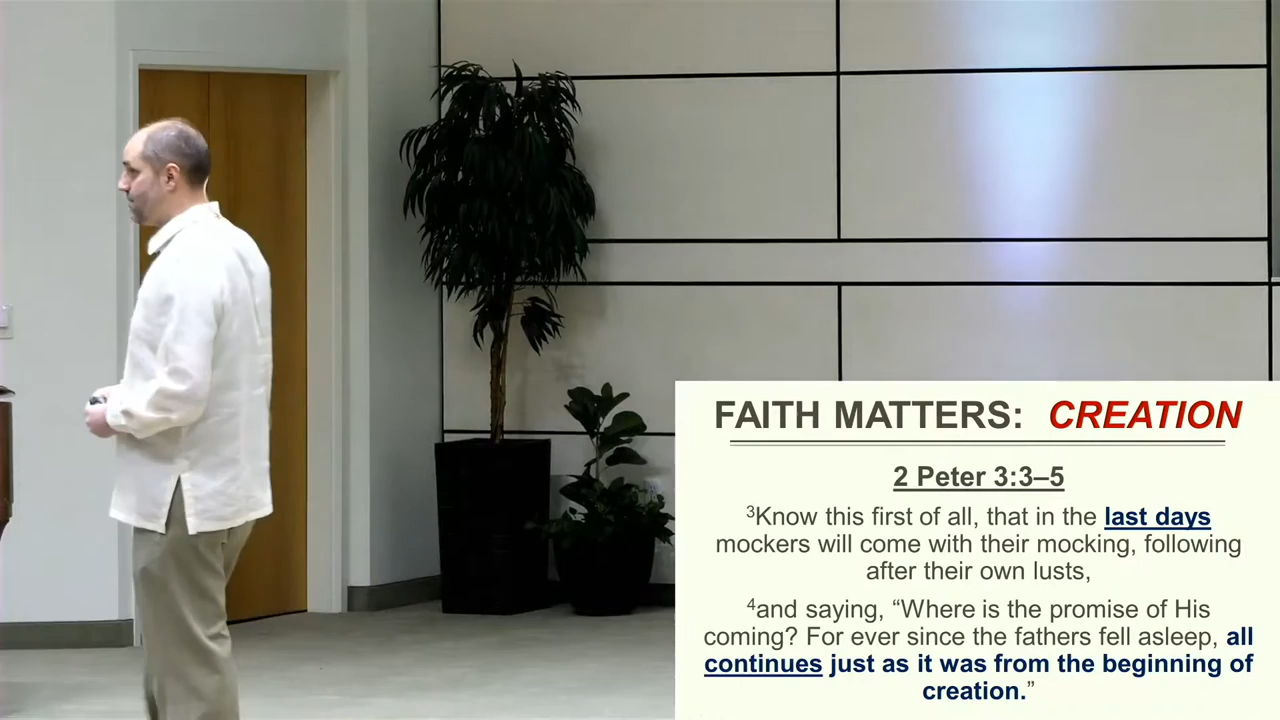 FAITH MATTERS: CREATION
2 Peter 3:3–5
³Know this first of all, that in the last days
mockers will come with their mocking, following
after their own lusts,
⁴and saying, “Where is the promise of His
coming? For ever since the fathers fell asleep, all
continues just as it was from the beginning of
creation.”